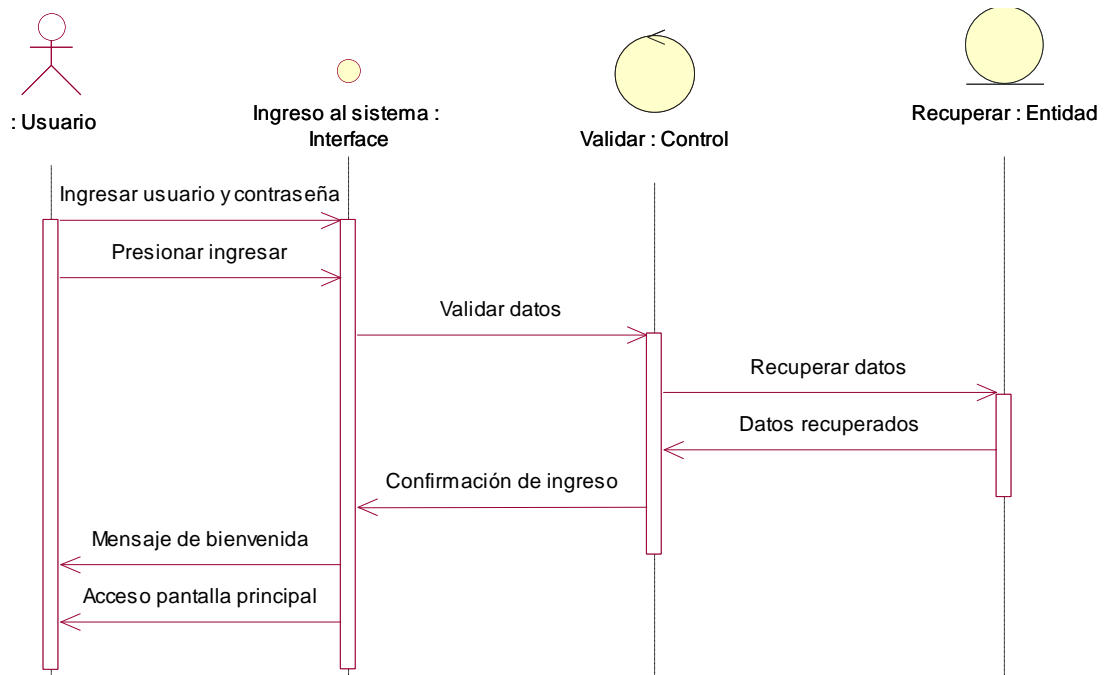 : Usuario
Ingreso al sistema :
Interface
Validar : Control
Recuperar : Entidad
Ingresar usuario y contraseña
Presionar ingresar
Validar datos
Recuperar datos
Datos recuperados
Confirmación de ingreso
Mensaje de bienvenida
Acceso pantalla principal